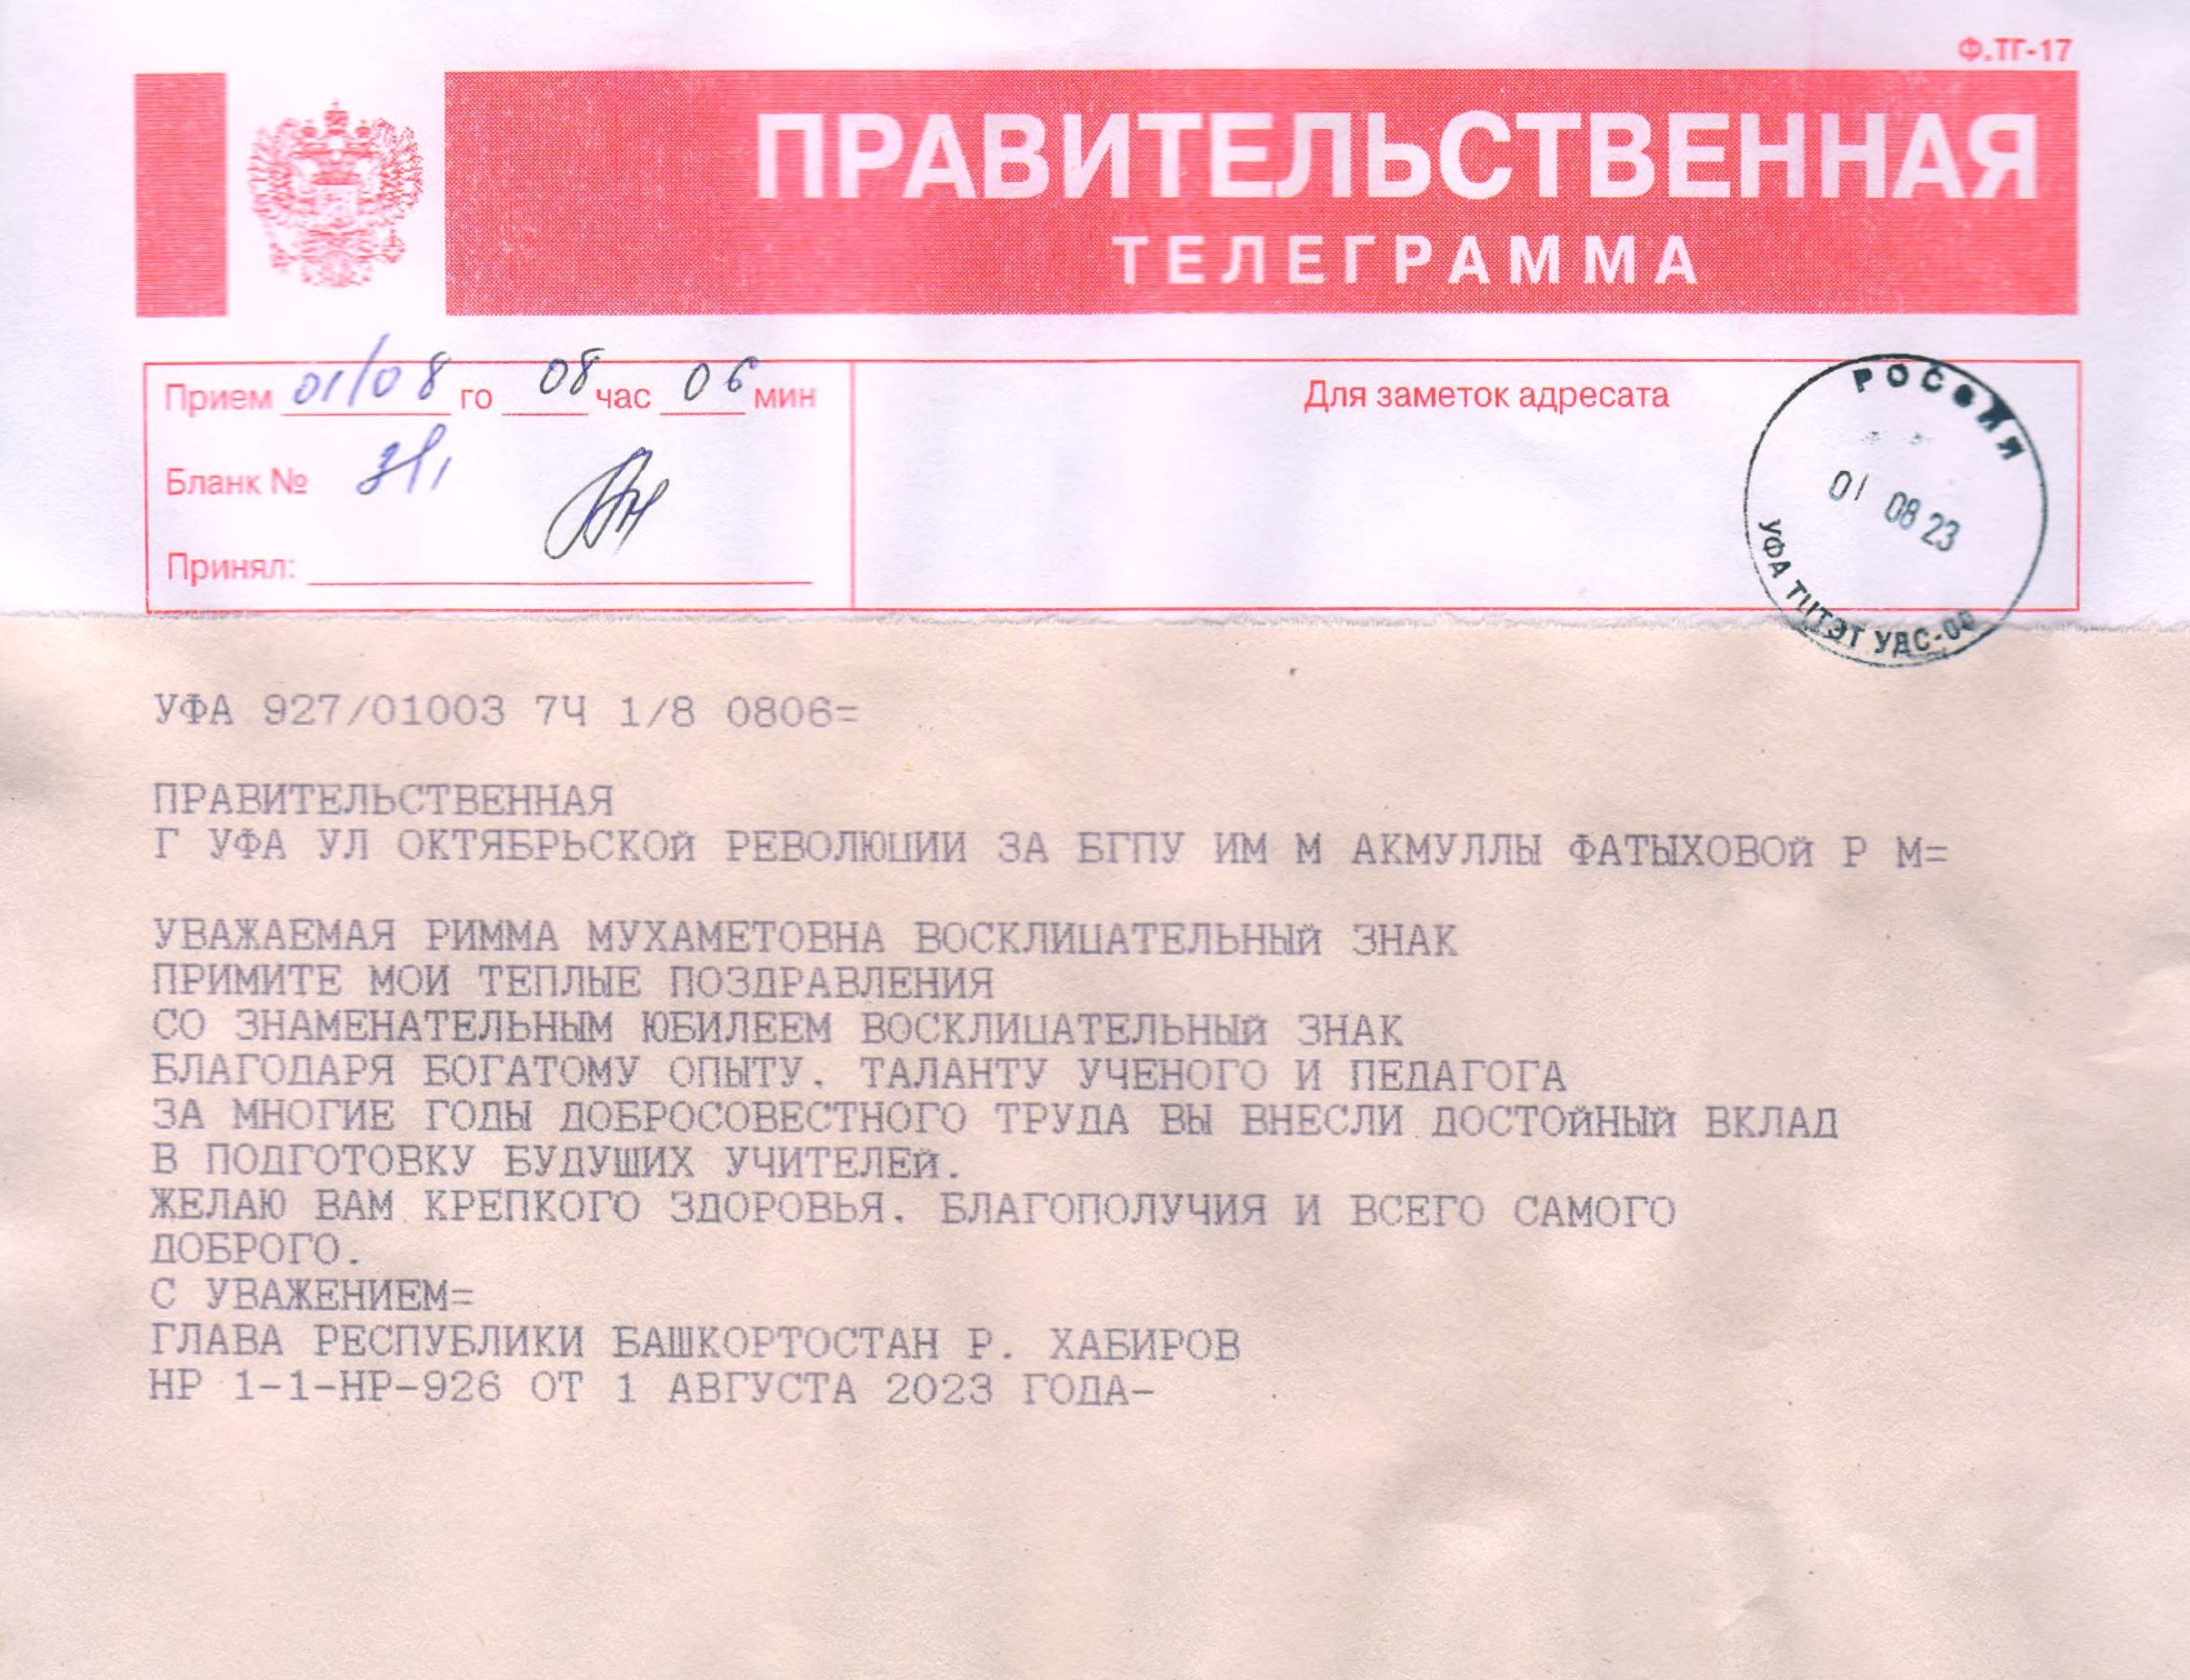 Ф.ТГ-17
ПРАВИТЕЛЬСТВЕННАЯ
ТЕЛЕГРАММА
Прием 01/08 го 08 час 06 мин
Для заметок адресата
Бланк №
Принял:
РОССИЯ
01 08 23
УФА ТЦТЭТ УДС-
УФА 927/01003 7Ч 1/8 0806=
ПРАВИТЕЛЬСТВЕННАЯ
Г УФА УЛ ОКТЯБРЬСКОЙ РЕВОЛЮЦИИ 3А БГПУ ИМ М АКМУЛЛЫ ФАТЫХОВОЙ Р М=
УВАЖАЕМАЯ РИММА МУХАМЕТОВНА ВОСКЛИЦАТЕЛЬНЫЙ ЗНАК
ПРИМИТЕ МОИ ТЕПЛЫЕ ПОЗДРАВЛЕНИЯ
СО ЗНАМЕНАТЕЛЬНЫМ ЮБИЛЕЕМ ВОСКЛИЦАТЕЛЬНЫЙ ЗНАК
БЛАГОДАРЯ БОГАТОМУ ОПЫТУ, ТАЛАНТУ УЧЕНОГО И ПЕДАГОГА
ЗА МНОГИЕ ГОДЫ ДОБРОСОВЕСТНОГО ТРУДА ВЫ ВНЕСЛИ ДОСТОЙНЫЙ ВКЛАД
В ПОДГОТОВКУ БУДУЩИХ УЧИТЕЛЕЙ.
ЖЕЛАЮ ВАМ КРЕПКОГО ЗДОРОВЬЯ, БЛАГОПОЛУЧИЯ И ВСЕГО САМОГО
ДОБРОГО.
С УВАЖЕНИЕМ=
ГЛАВА РЕСПУБЛИКИ БАШКОРТОСТАН Р. ХАБИРОВ
НР 1-1-НР-926 ОТ 1 АВГУСТА 2023 ГОДА-